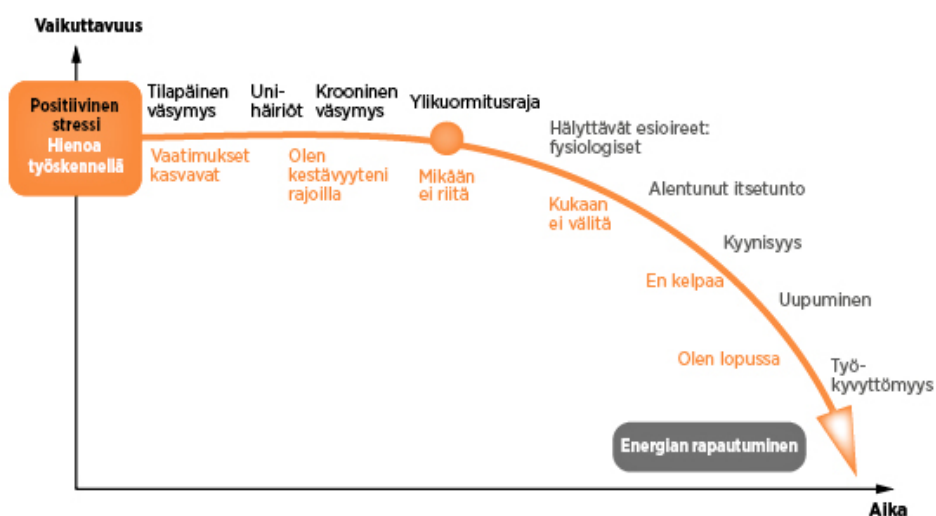 Vaikuttavuus
Positiivinen
stressi
Hienoa
työskennellä
Tilapäinen
väsymys
Uni-
häiriöt
Krooninen
väsymys
Ylikuormitusraja
Vaatimukset
kasvavat
Olen
kestävyyteni
rajoilla
Mikään
ei riitä
Hälyttävät esioireet:
fysiologiset
Kukaan
ei välitä
Alentunut itsetunto
Kyynisyys
En kelpaa
Uupuminen
Olen lopussa
Työ-
kyvyttömyys
Energian rapautuminen
Aika